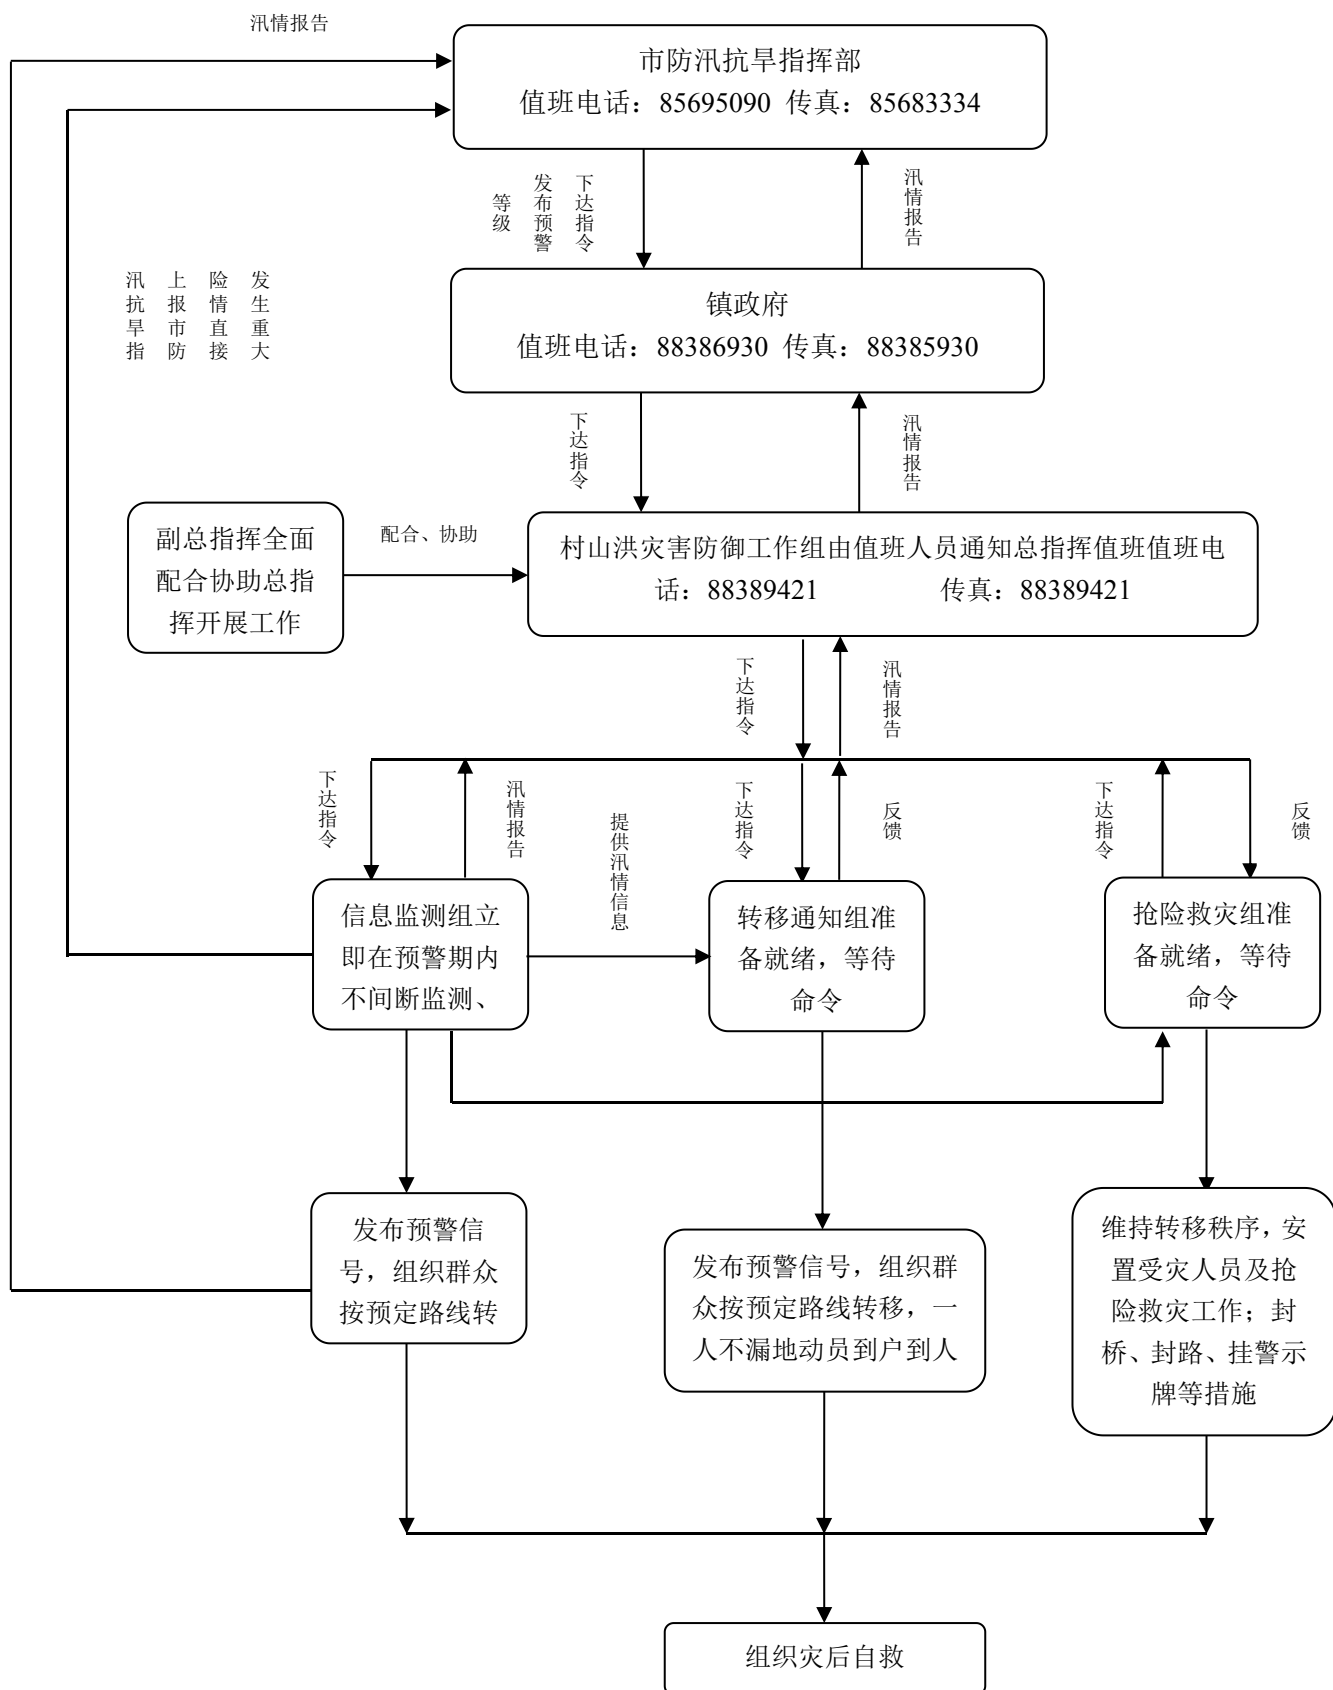 汛情报告
市防汛抗旱指挥部
值班电话：85695090 传真：85683334
下达指令
发布预警
等级
汛情报告
发生重大
险情直接
上报市防
汛抗旱指
镇政府
值班电话：88386930 传真：88385930
下达指令
汛情报告
副总指挥全面
配合协助总指
挥开展工作
配合、协助
村山洪灾害防御工作组由值班人员通知总指挥值班值班电
话：88389421 传真：88389421
下达指令
汛情报告
下达指令
汛情报告
提供汛情信息
下达指令
反馈
下达指令
反馈
信息监测组立
即在预警期内
不间断监测、
转移通知组准
备就绪，等待
命令
抢险救灾组准
备就绪，等待
命令
发布预警信
号，组织群众
按预定路线转
发布预警信号，组织群
众按预定路线转移，一
人不漏地动员到户到人
维持转移秩序，安
置受灾人员及抢
险救灾工作；封
桥、封路、挂警示
牌等措施
组织灾后自救